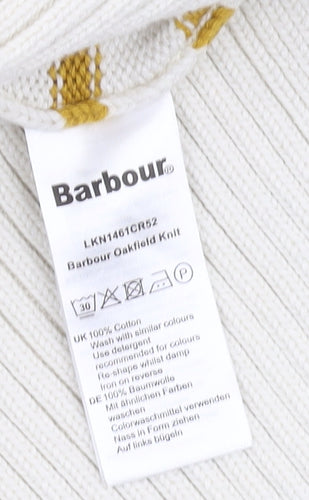 Barbour®
LKN1461CR52
Barbour Oakfield Knit
30 P
UK 100% Cotton
Wash with similar colours
Use detergent
recommended for colours
Re-shape whilst damp
Iron on reverse
DE 100% Baumwolle
Mit ähnlichen Farben
waschen
Colorwaschmittel verwenden
Nass in Form ziehen
Auf links bügeln